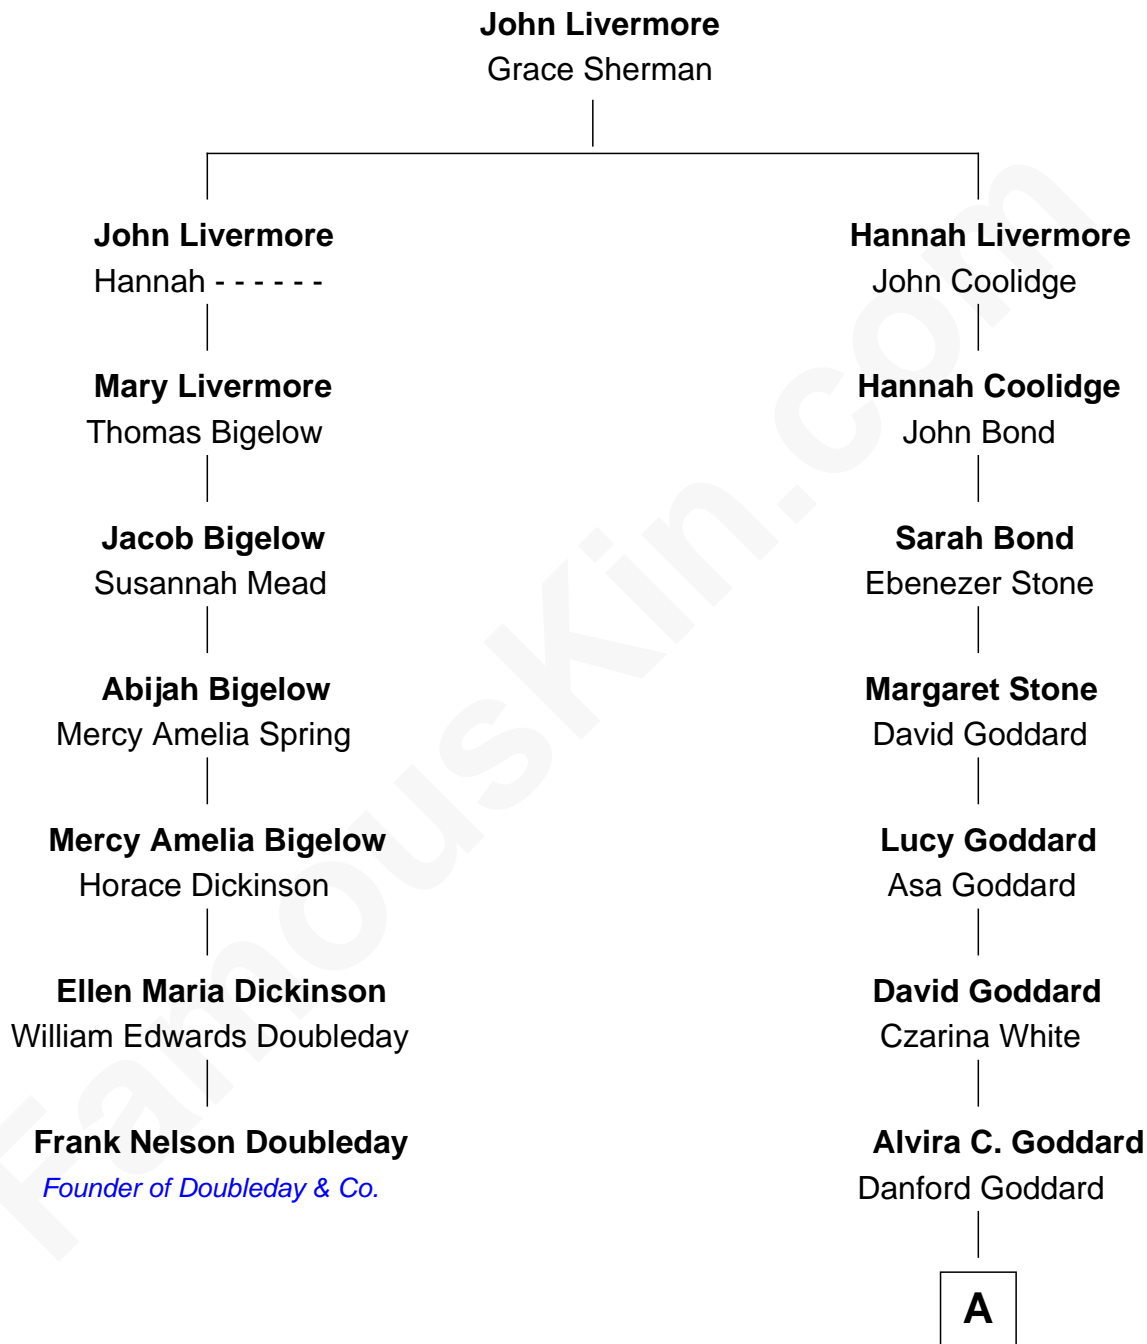 John Livermore
Grace Sherman
John Livermore
Hannah - - - - - -
Hannah Livermore
John Coolidge
Mary Livermore
Thomas Bigelow
Hannah Coolidge
John Bond
Jacob Bigelow
Susannah Mead
Sarah Bond
Ebenezer Stone
Abijah Bigelow
Mercy Amelia Spring
Margaret Stone
David Goddard
Mercy Amelia Bigelow
Horace Dickinson
Lucy Goddard
Asa Goddard
Ellen Maria Dickinson
William Edwards Doubleday
David Goddard
Czarina White
Frank Nelson Doubleday
Founder of Doubleday & Co.
Alvira C. Goddard
Danford Goddard
A
FamousKin.com